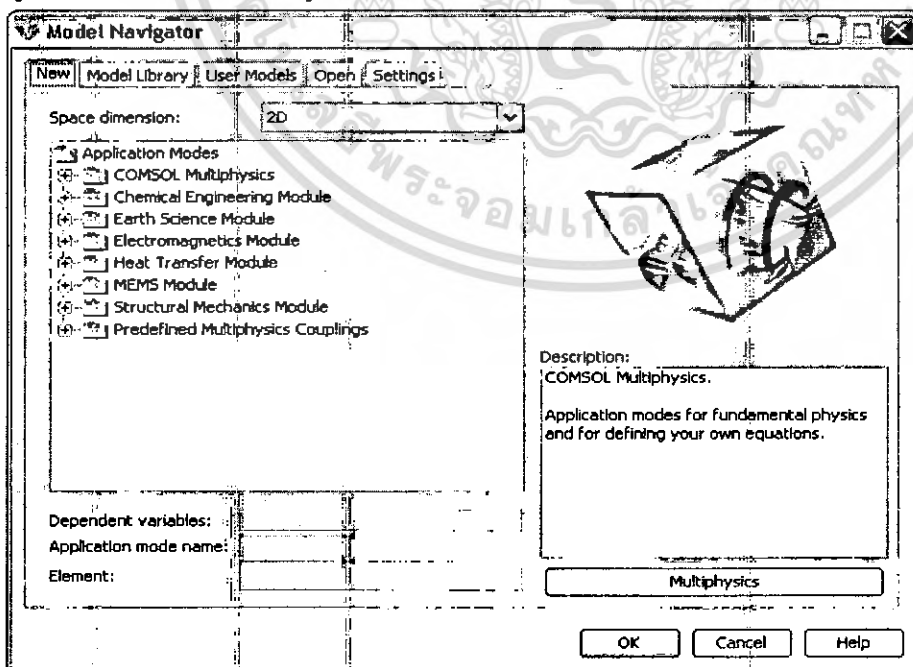 Model Navigator
New Model Library User Models Open Settings
Space dimension: 2D
Application Modes
COMSOL Multiphysics
Chemical Engineering Module
Earth Science Module
Electromagnetics Module
Heat Transfer Module
MEMS Module
Structural Mechanics Module
Predefined Multiphysics Couplings
Description:
COMSOL Multiphysics.
Application modes for fundamental physics
and for defining your own equations.
Dependent variables:
Application mode name:
Element:
Multiphysics
OK Cancel Help